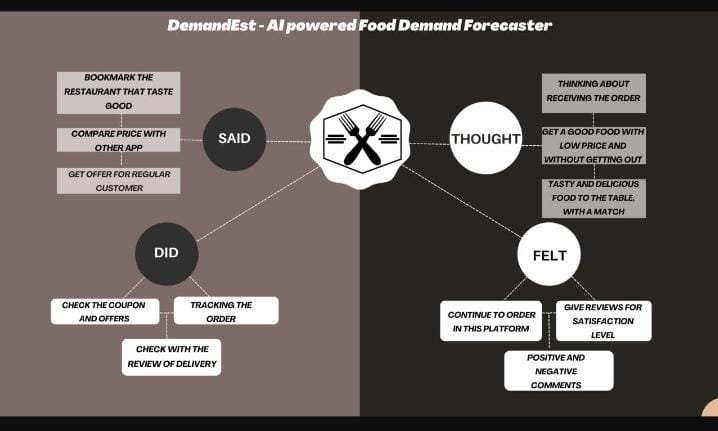 DemandEst - AI powered Food Demand Forecaster
BOOKMARK THE
RESTAURANT THAT TASTE
GOOD
COMPARE PRICE WITH
OTHER APP
GET OFFER FOR REGULAR
CUSTOMER
SAID
THOUGHT
THINKING ABOUT
RECEIVING THE ORDER
GET A GOOD FOOD WITH
LOW PRICE AND
WITHOUT GETTING OUT
TASTY AND DELICIOUS
FOOD TO THE TABLE,
WITH A MATCH
DID
CHECK THE COUPON
AND OFFERS
TRACKING THE
ORDER
CHECK WITH THE
REVIEW OF DELIVERY
FELT
CONTINUE TO ORDER
IN THIS PLATFORM
GIVE REVIEWS FOR
SATISFACTION
LEVEL
POSITIVE AND
NEGATIVE
COMMENTS